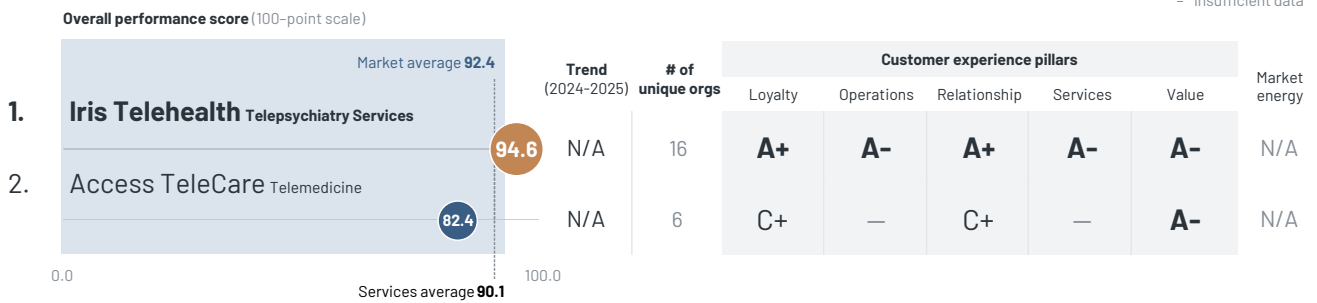 – Insufficient data
Overall performance score (100-point scale)
Market average 92.4
Trend
(2024-2025)
# of
unique orgs
Customer experience pillars
Loyalty Operations Relationship Services Value
Market
energy
1. Iris Telehealth Telepsychiatry Services
94.6 N/A 16 A+ A- A+ A- A- N/A
2. Access TeleCare Telemedicine
82.4 N/A 6 C+ — C+ — A- N/A
0.0 100.0
Services average 90.1